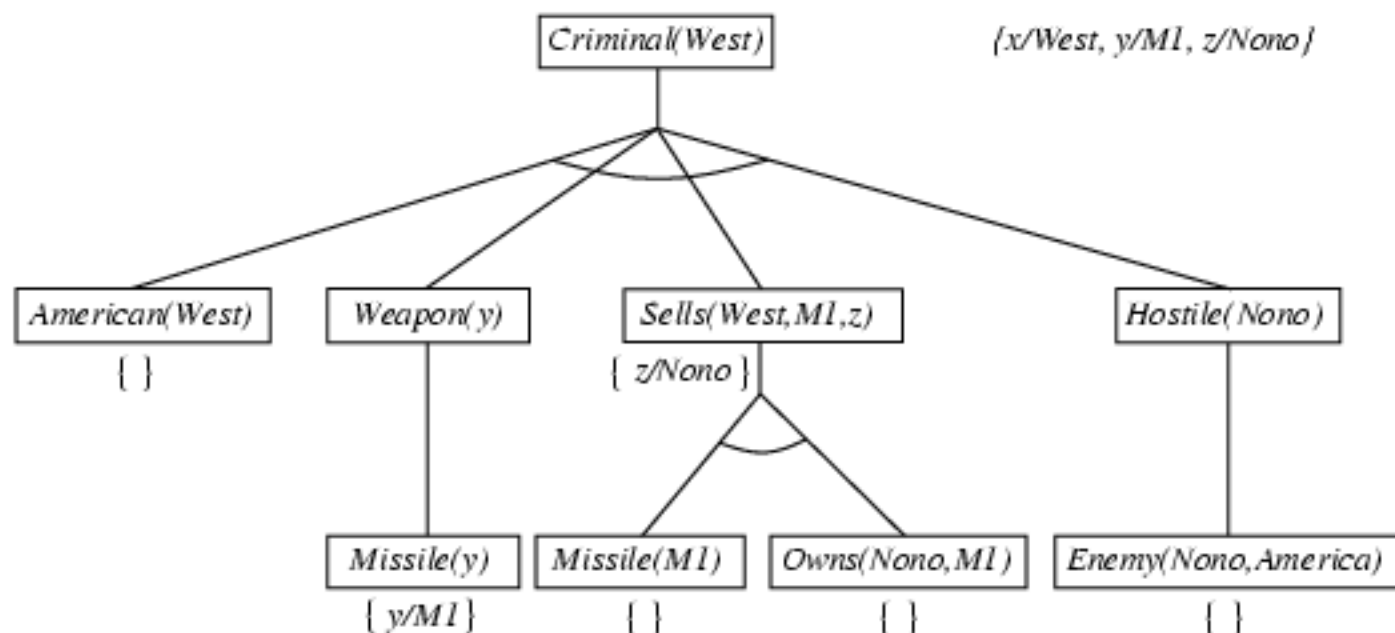 Criminal(West)
{x/West, y/M1, z/Nono}
American(West)
Weapon(y)
Sells(West,M1,z)
Hostile(Nono)
{ }
{ z/Nono }
Missile(y)
Missile(M1)
Owns(Nono,M1)
Enemy(Nono,America)
{ y/M1 }
{ }
{ }
{ }